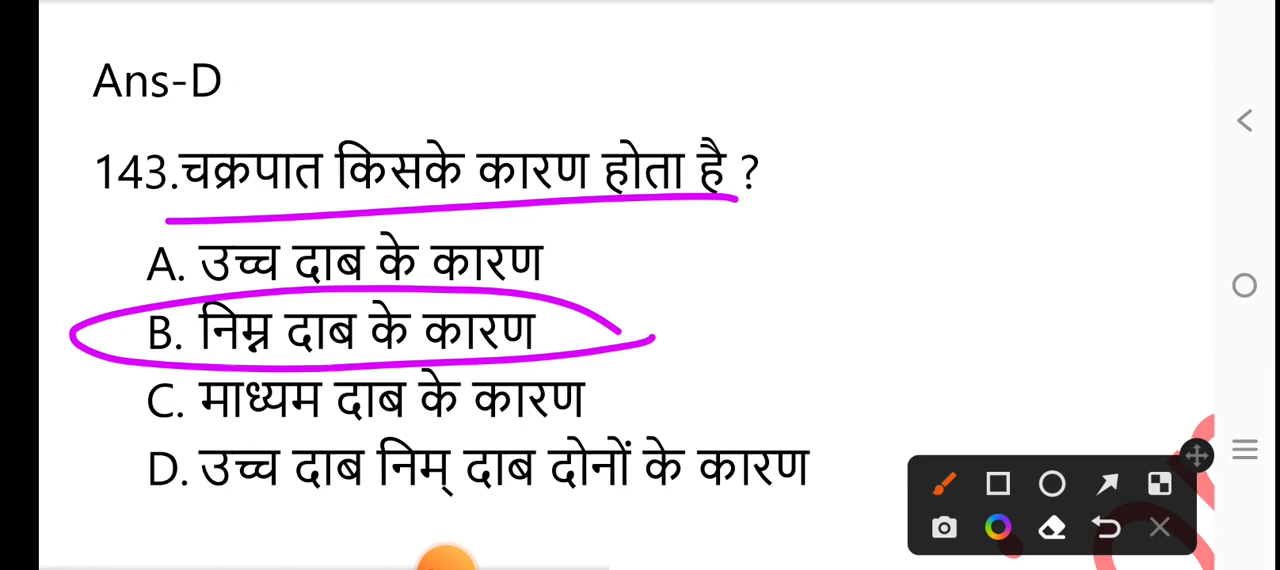 Ans-D
143.चक्रपात किसके कारण होता है ?
A. उच्च दाब के कारण
B. निम्न दाब के कारण
C. माध्यम दाब के कारण
D. उच्च दाब निम् दाब दोनों के कारण